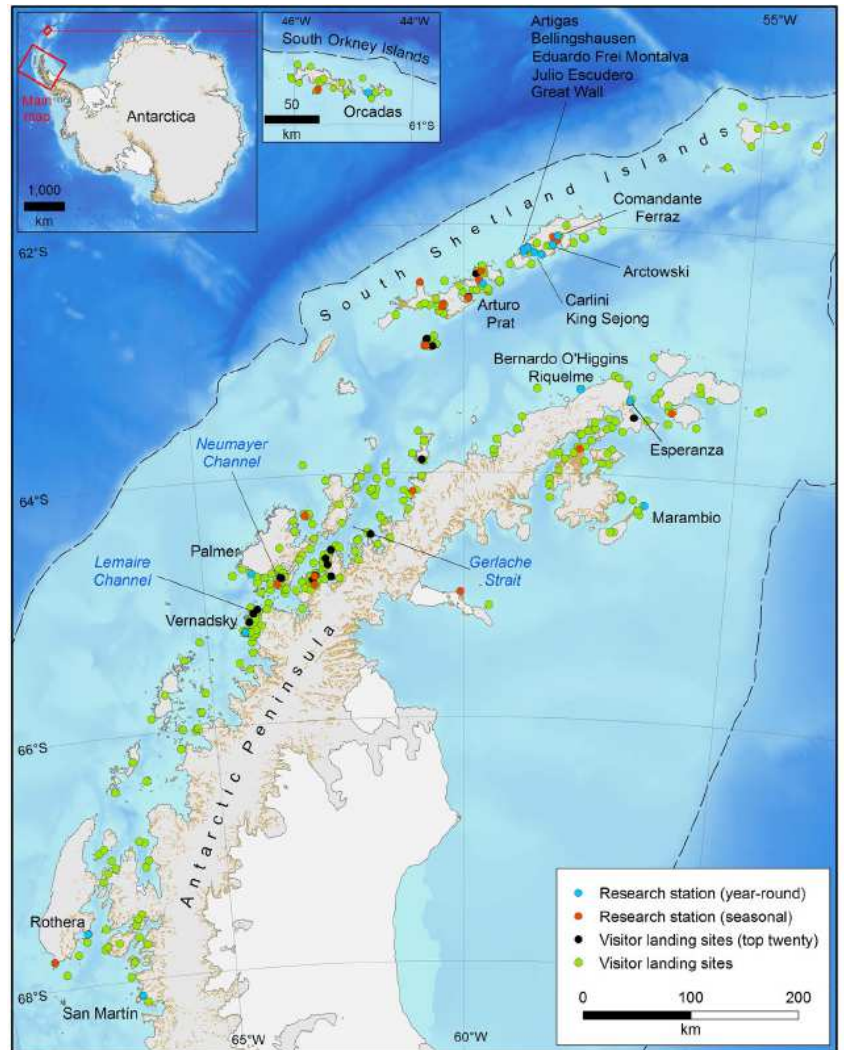 46°W
44°W
South Orkney Islands
50
km
Orcadas
61°S
Main
map
Antarctica
1,000
km
Artigas
Bellingshausen
Eduardo Frei Montalva
Julio Escudero
Great Wall
55°W
62°S
South Shetland Islands
Comandante
Ferraz
Arctowski
Carlini
King Sejong
Arturo
Prat
Bernardo O'Higgins
Riquelme
Esperanza
Neumayer
Channel
64°S
Marambio
Palmer
Lemaire
Channel
Gerlache
Strait
Vernadsky
Antarctic Peninsula
66°S
Rothera
San Martín
68°S
65°W
60°W
Research station (year-round)
Research station (seasonal)
Visitor landing sites (top twenty)
Visitor landing sites
0 100 200
km